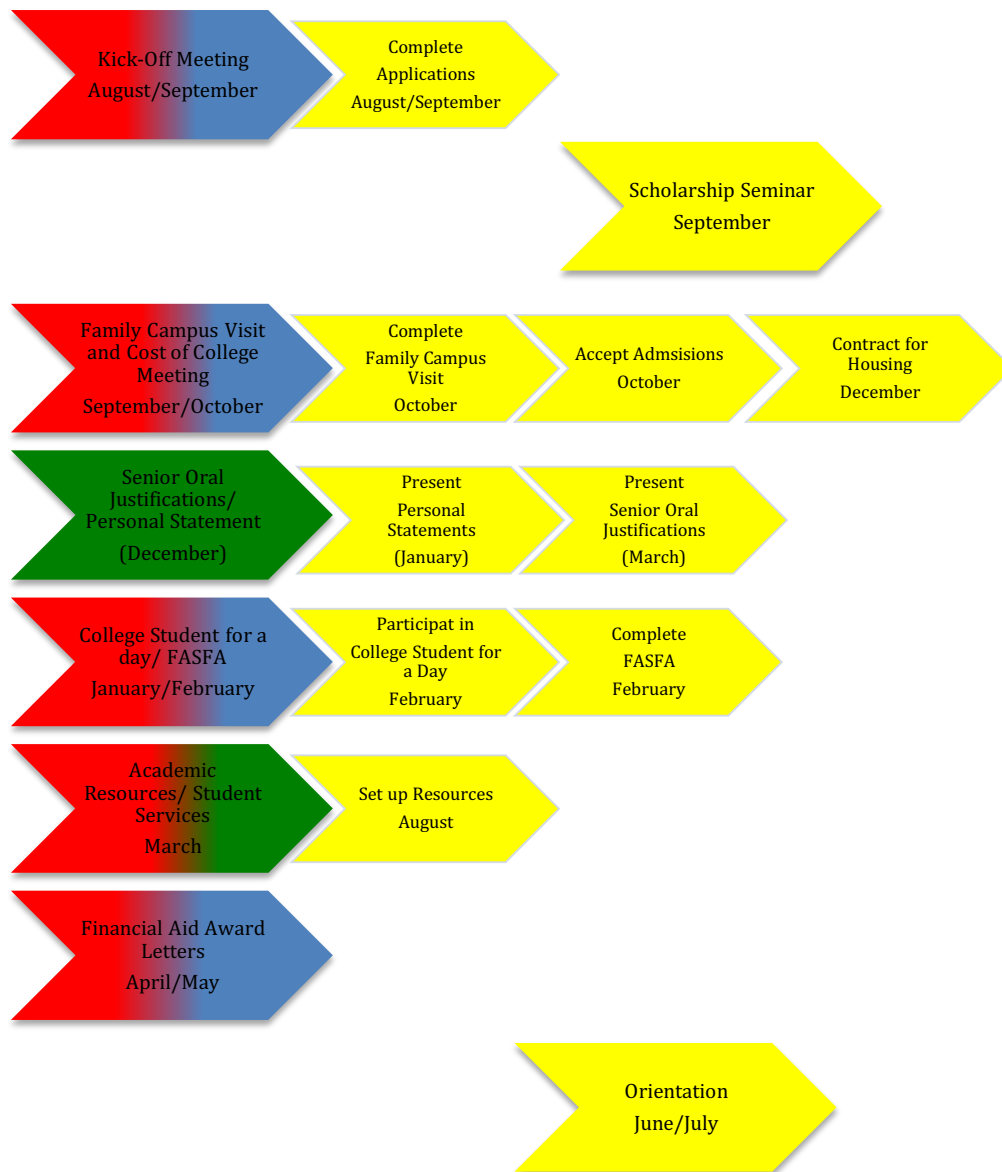 Kick-Off Meeting
August/September
Complete
Applications
August/September
Scholarship Seminar
September
Family Campus Visit
and Cost of College
Meeting
September/October
Complete
Family Campus
Visit
October
Accept Admsisions
October
Contract for
Housing
December
Senior Oral
Justifications/
Personal Statement
(December)
Present
Personal
Statements
(January)
Present
Senior Oral
Justifications
(March)
College Student for a
day/ FASFA
January/February
Participat in
College Student for
a Day
February
Complete
FASFA
February
Academic
Resources/ Student
Services
March
Set up Resources
August
Financial Aid Award
Letters
April/May
Orientation
June/July